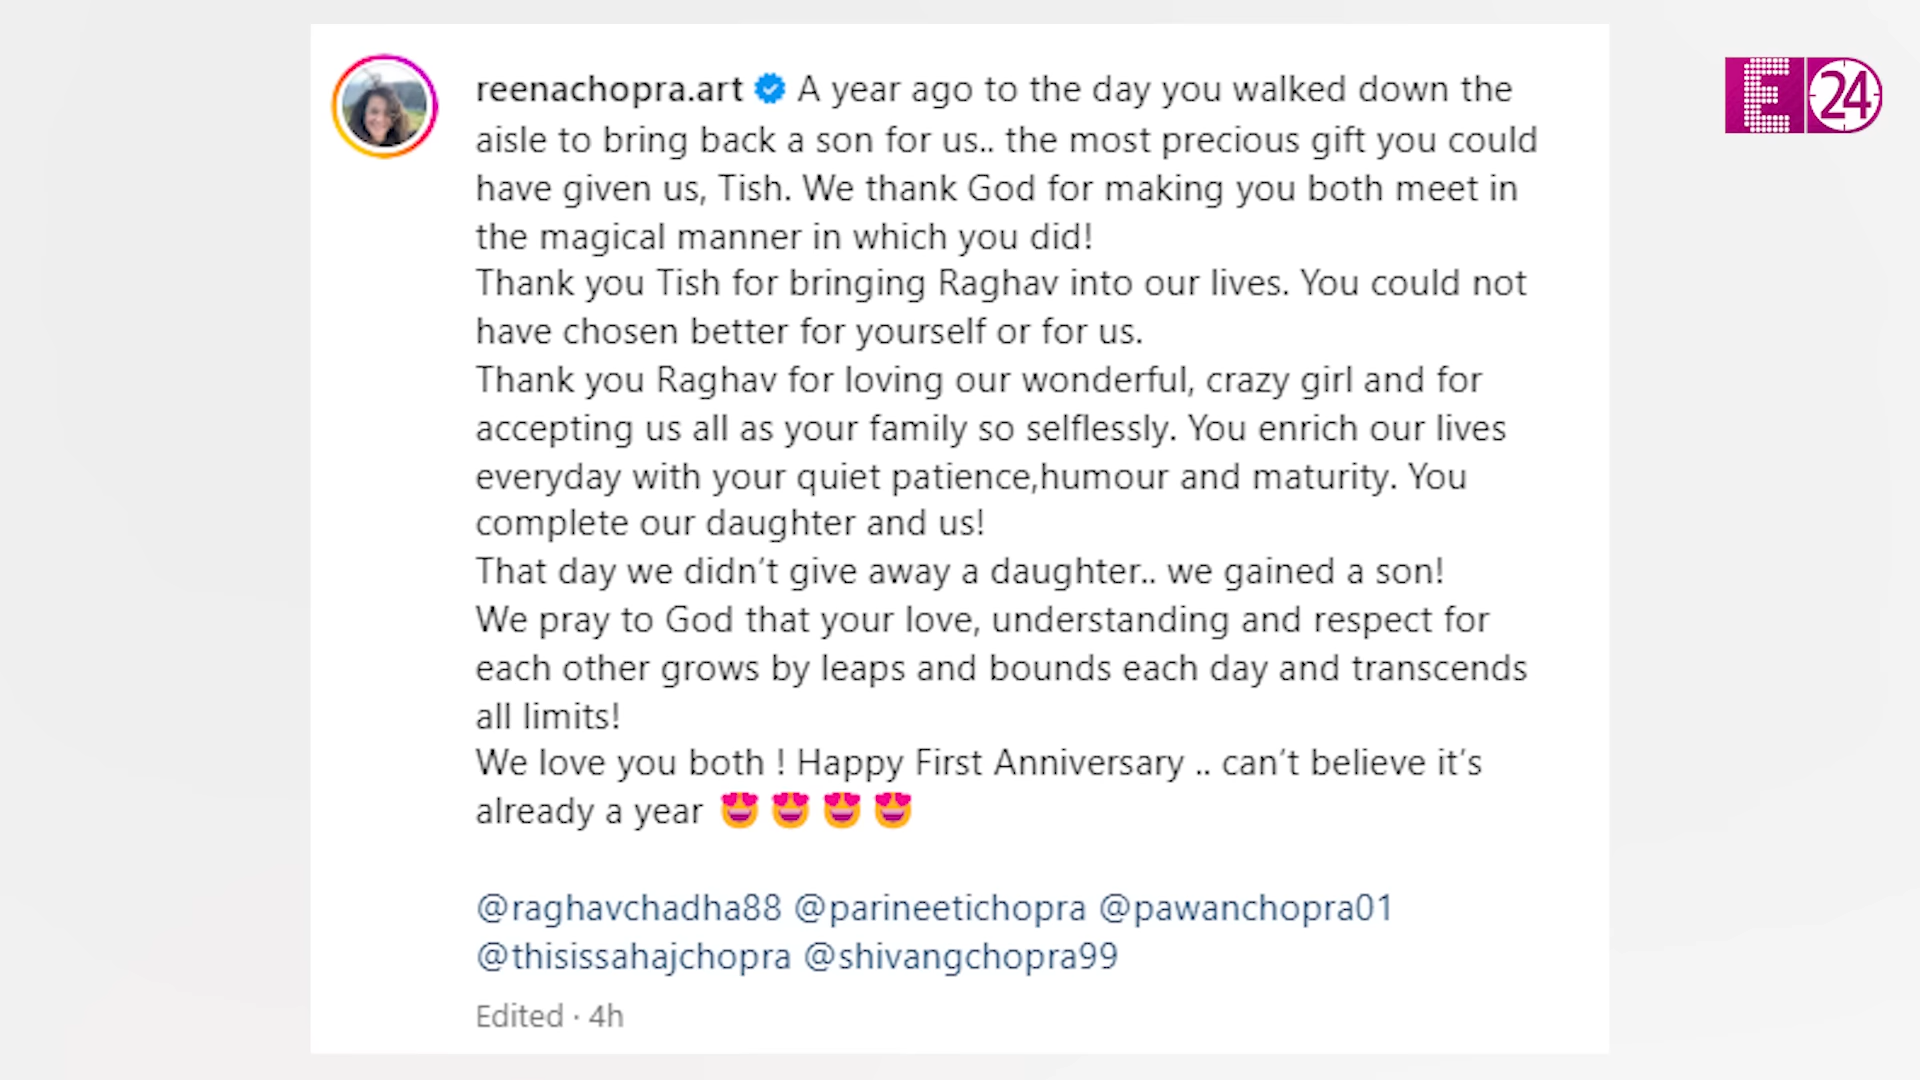 reenachopra.art A year ago to the day you walked down the
aisle to bring back a son for us.. the most precious gift you could
have given us, Tish. We thank God for making you both meet in
the magical manner in which you did!
Thank you Tish for bringing Raghav into our lives. You could not
have chosen better for yourself or for us.
Thank you Raghav for loving our wonderful, crazy girl and for
accepting us all as your family so selflessly. You enrich our lives
everyday with your quiet patience,humour and maturity. You
complete our daughter and us!
That day we didn’t give away a daughter.. we gained a son!
We pray to God that your love, understanding and respect for
each other grows by leaps and bounds each day and transcends
all limits!
We love you both ! Happy First Anniversary .. can’t believe it’s
already a year 😍😍😍😍
@raghavchadha88 @parineetichopra @pawanchopra01
@thisissahajchopra @shivangchopra99
Edited · 4h
E24